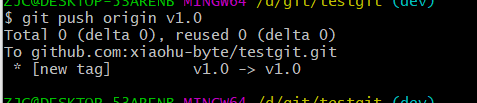 ZJC@DESKTOP-53ARENB MINGW64 /d/git/testgit (dev)
$ git push origin v1.0
Total 0 (delta 0), reused 0 (delta 0)
To github.com:xiaohu-byte/testgit.git
 * [new tag]         v1.0 -> v1.0
ZJC@DESKTOP-53ARENB MINGW64 /d/git/testgit (dev)